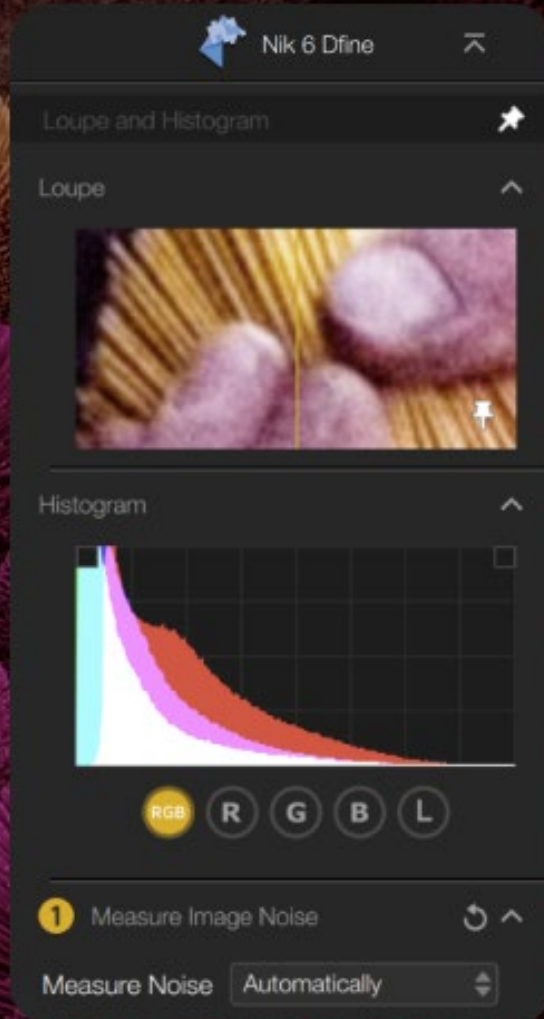 Nik 6 Dfine
Loupe and Histogram
Loupe
Histogram
RGB R G B L
1 Measure Image Noise
Measure Noise Automatically